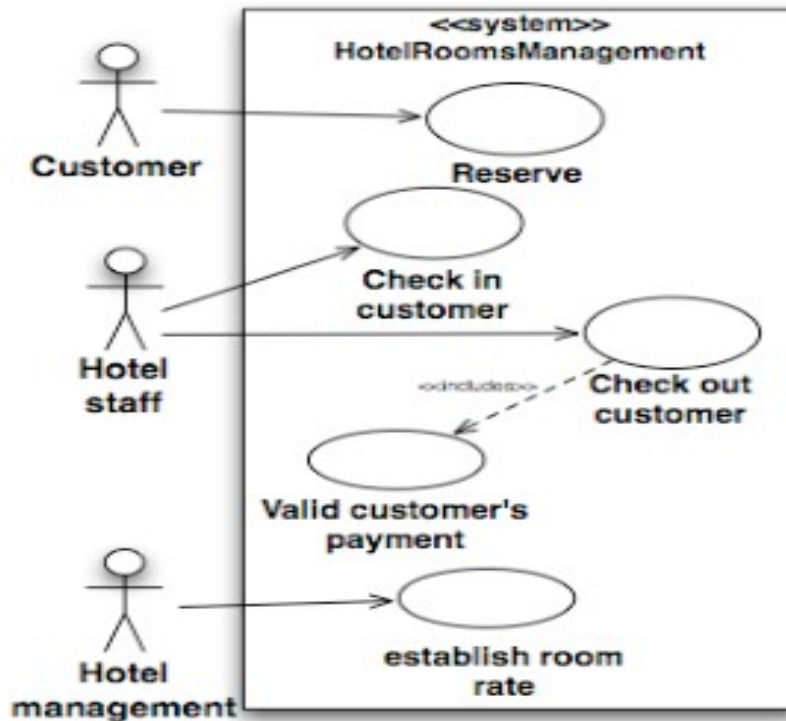 <<system>>
HotelRoomsManagement
Customer
Reserve
Check in
customer
Hotel
staff
<<includes>>
Check out
customer
Valid customer's
payment
Hotel
management
establish room
rate